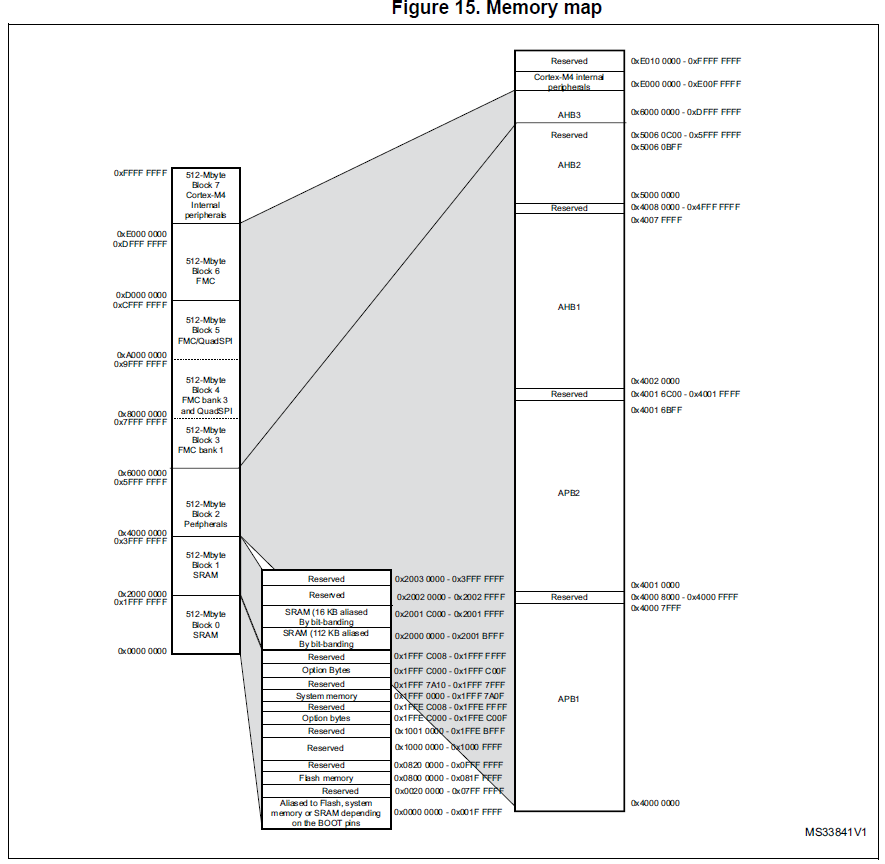 Figure 15. Memory map
0xFFFF FFFF
512-Mbyte
Block 7
Cortex-M4
Internal
peripherals
0xE000 0000
0xDFFF FFFF
512-Mbyte
Block 6
FMC
0xD000 0000
0xCFFF FFFF
512-Mbyte
Block 5
FMC/QuadSPI
0xA000 0000
0x9FFF FFFF
512-Mbyte
Block 4
FMC bank 3
and QuadSPI
0x8000 0000
0x7FFF FFFF
512-Mbyte
Block 3
FMC bank 1
0x6000 0000
0x5FFF FFFF
512-Mbyte
Block 2
Peripherals
0x4000 0000
0x3FFF FFFF
512-Mbyte
Block 1
SRAM
0x2000 0000
0x1FFF FFFF
512-Mbyte
Block 0
SRAM
0x0000 0000
Reserved 0x2003 0000 - 0x3FFF FFFF
Reserved 0x2002 0000 - 0x2002 FFFF
SRAM (16 KB aliased
By bit-banding
0x2001 C000 - 0x2001 FFFF
SRAM (112 KB aliased
By bit-banding
0x2000 0000 - 0x2001 BFFF
Reserved 0x1FFF C008 - 0x1FFF FFFF
Option Bytes 0x1FFF C000 - 0x1FFF C00F
Reserved 0x1FFF 7A10 - 0x1FFF 7FFF
System memory 0x1FFF 0000 - 0x1FFF 7A0F
Reserved 0x1FFE C008 - 0x1FFE FFFF
Option bytes 0x1FFE C000 - 0x1FFE C00F
Reserved 0x1001 0000 - 0x1FFE BFFF
Reserved 0x1000 0000 - 0x1000 FFFF
Reserved 0x0820 0000 - 0x0FFF FFFF
Flash memory 0x0800 0000 - 0x081F FFFF
Reserved 0x0020 0000 - 0x07FF FFFF
Aliased to Flash, system
memory or SRAM depending
on the BOOT pins
0x0000 0000 - 0x001F FFFF
Reserved 0xE010 0000 - 0xFFFF FFFF
Cortex-M4 internal
peripherals
0xE000 0000 - 0xE00F FFFF
AHB3 0x6000 0000 - 0xDFFF FFFF
Reserved 0x5006 0C00 - 0x5FFF FFFF
0x5006 0BFF
AHB2
0x5000 0000
Reserved 0x4008 0000 - 0x4FFF FFFF
0x4007 FFFF
AHB1
0x4002 0000
Reserved 0x4001 6C00 - 0x4001 FFFF
0x4001 6BFF
APB2
0x4001 0000
Reserved 0x4000 8000 - 0x4000 FFFF
0x4000 7FFF
APB1
0x4000 0000
MS33841V1